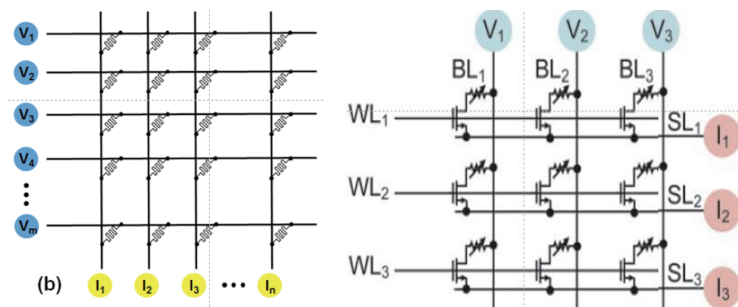 V1
V2
V3
V4
Vm
(b)
I1 I2 I3 ••• In
V1 V2 V3
BL1 BL2 BL3
WL1 SL1 I1
WL2 SL2 I2
WL3 SL3 I3